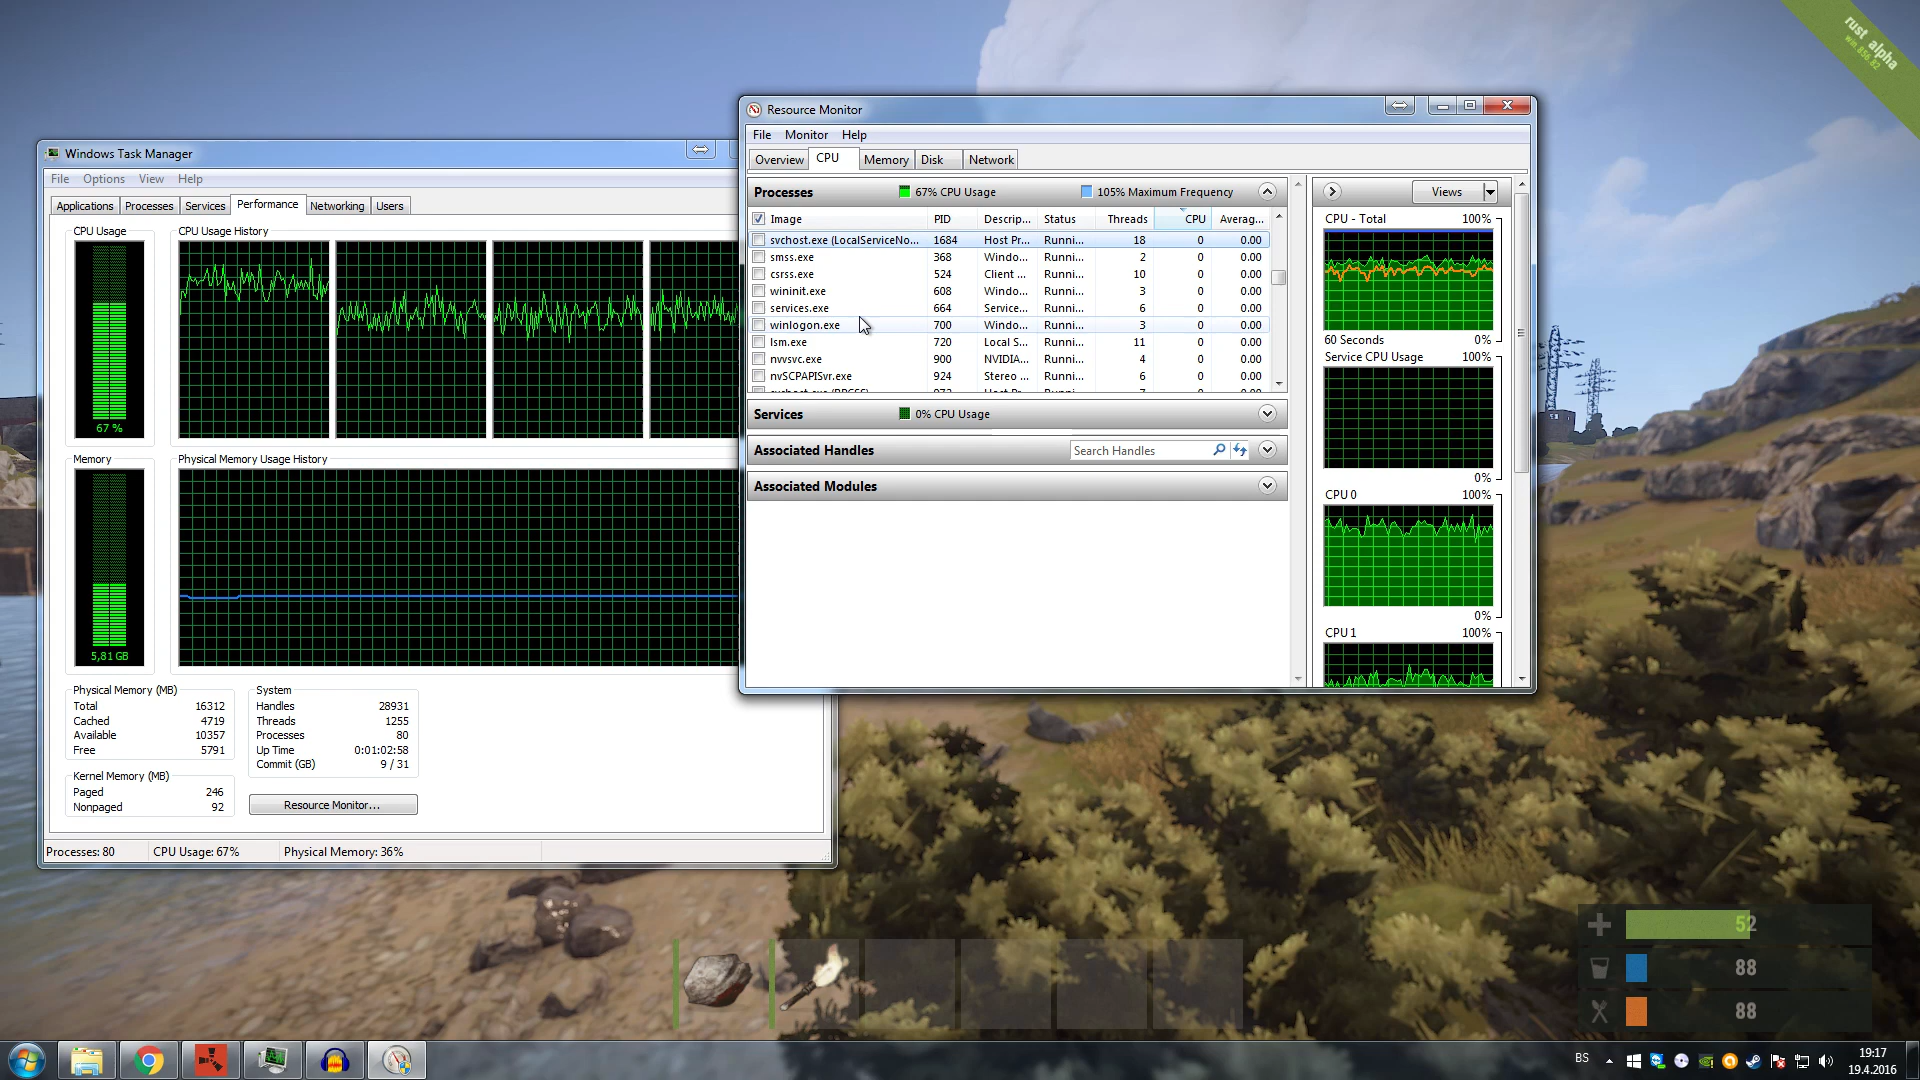 rust alpha
Windows Task Manager
File Options View Help
Applications Processes Services Performance Networking Users
CPU Usage
CPU Usage History
67 %
Memory
Physical Memory Usage History
5,81 GB
Physical Memory (MB)
Total 16312
Cached 4719
Available 10357
Free 5791
Kernel Memory (MB)
Paged 246
Nonpaged 92
System
Handles 28931
Threads 1255
Processes 80
Up Time 0:01:02:58
Commit (GB) 9 / 31
Resource Monitor...
Processes: 80 CPU Usage: 67% Physical Memory: 36%
Resource Monitor
File Monitor Help
Overview CPU Memory Disk Network
Processes 67% CPU Usage 105% Maximum Frequency
Image PID Descrip... Status Threads CPU Averag...
svchost.exe (LocalServiceNo... 1684 Host Pr... Runni... 18 0 0.00
smss.exe 368 Windo... Runni... 2 0 0.00
csrss.exe 524 Client ... Runni... 10 0 0.00
wininit.exe 608 Windo... Runni... 3 0 0.00
services.exe 664 Service... Runni... 6 0 0.00
winlogon.exe 700 Windo... Runni... 3 0 0.00
lsm.exe 720 Local S... Runni... 11 0 0.00
nvvsvc.exe 900 NVIDIA... Runni... 4 0 0.00
nvSCPAPISvr.exe 924 Stereo ... Runni... 6 0 0.00
Services 0% CPU Usage
Associated Handles Search Handles
Associated Modules
Views
CPU - Total 100%
60 Seconds 0%
Service CPU Usage 100%
0%
CPU 0 100%
0%
CPU 1 100%
52
88
88
BS
19:17
19.4.2016